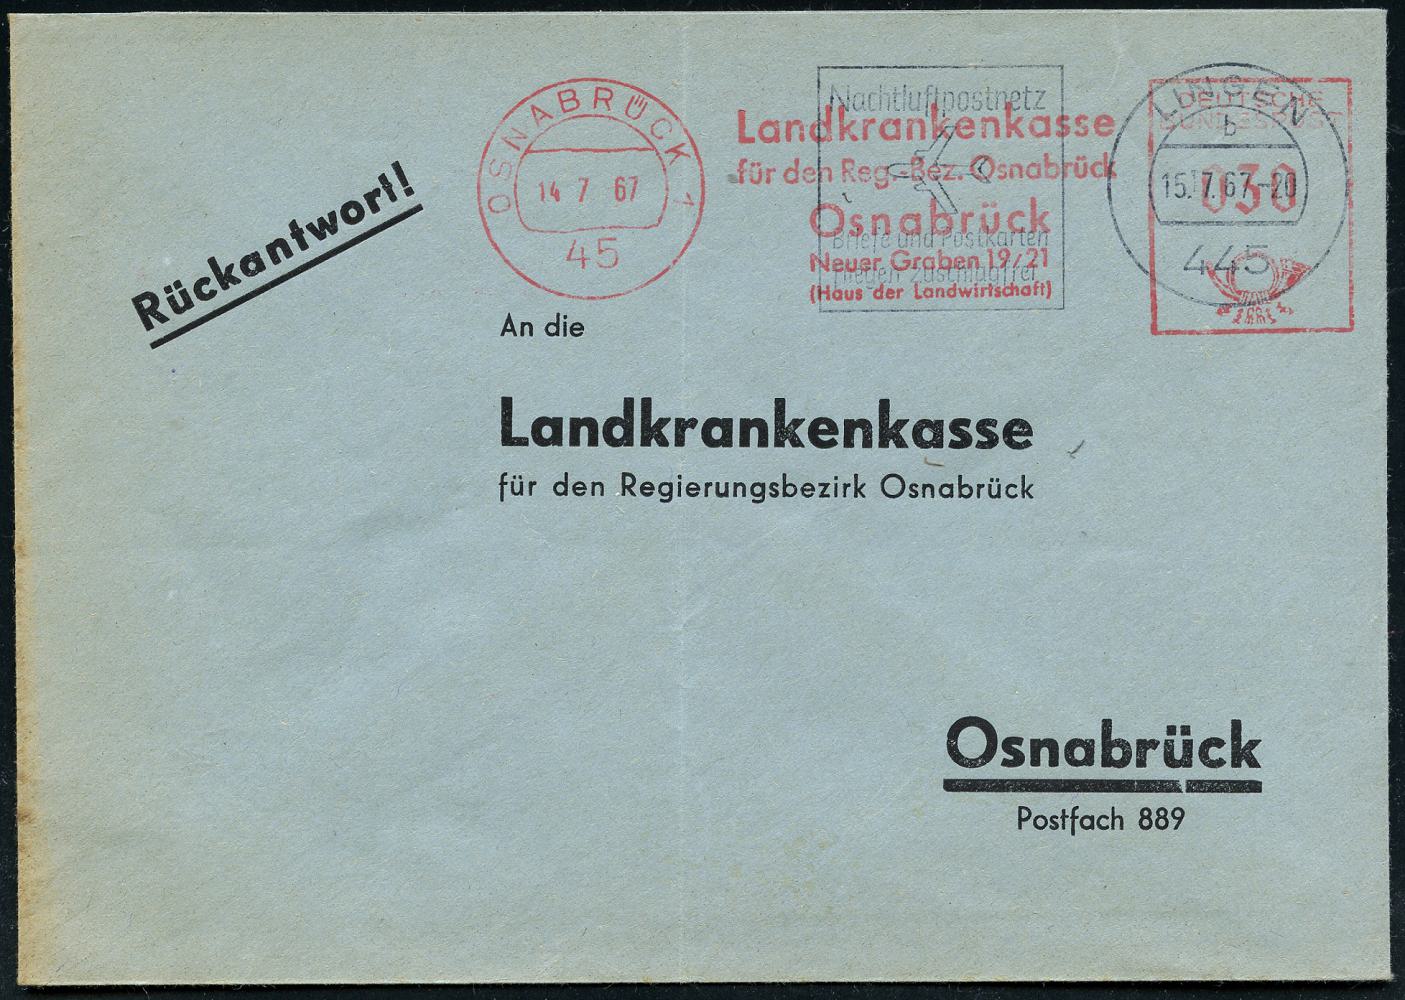 Rückantwort!
OSNABRÜCK 1
14 7 67
45
Landkrankenkasse
für den Reg.-Bez. Osnabrück
Osnabrück
Neuer Graben 19/21
(Haus der Landwirtschaft)
Nachtluftpostnetz
Briefe und Postkarten
fliegen zuschlagfrei
DEUTSCHE
BUNDESPOST
030
LINGEN
b
15. 7. 67 -20
445
An die
Landkrankenkasse
für den Regierungsbezirk Osnabrück
Osnabrück
Postfach 889